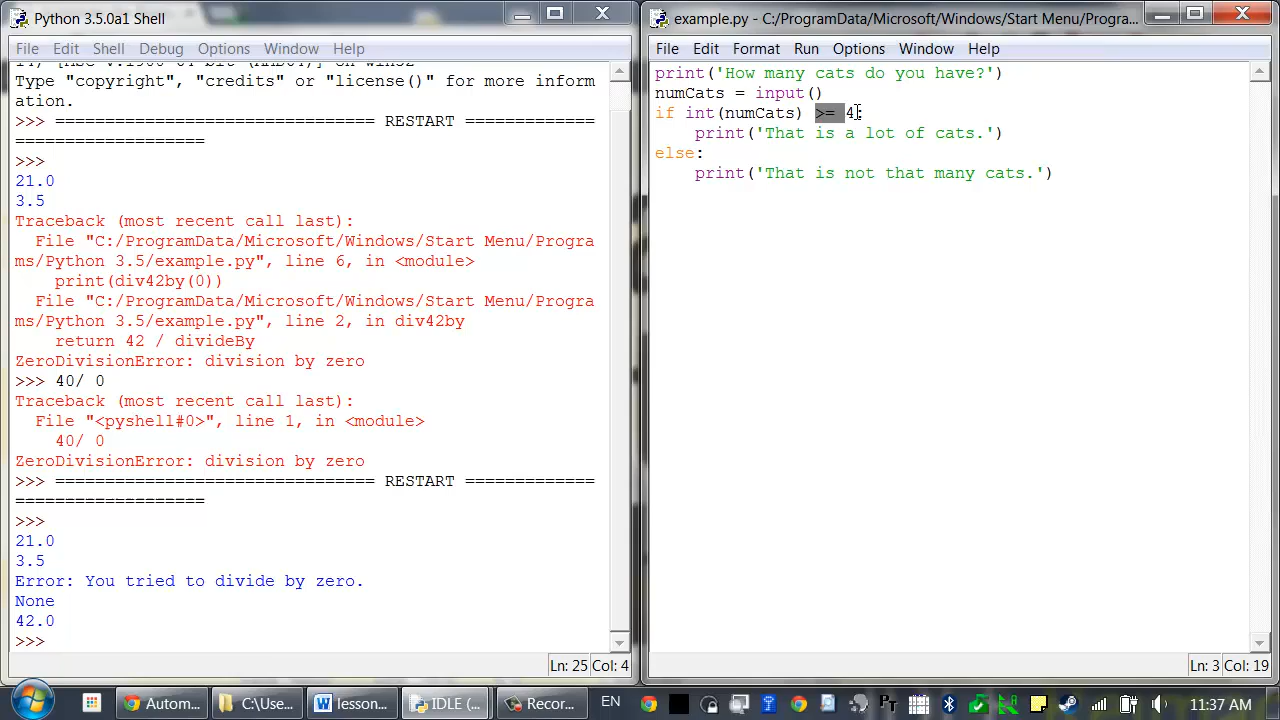 Python 3.5.0a1 Shell
File Edit Shell Debug Options Window Help
Type "copyright", "credits" or "license()" for more inform
ation.
>>> ================================ RESTART =============
===================
>>>
21.0
3.5
Traceback (most recent call last):
  File "C:/ProgramData/Microsoft/Windows/Start Menu/Progra
ms/Python 3.5/example.py", line 6, in <module>
    print(div42by(0))
  File "C:/ProgramData/Microsoft/Windows/Start Menu/Progra
ms/Python 3.5/example.py", line 2, in div42by
    return 42 / divideBy
ZeroDivisionError: division by zero
>>> 40/ 0
Traceback (most recent call last):
  File "<pyshell#0>", line 1, in <module>
    40/ 0
ZeroDivisionError: division by zero
>>> ================================ RESTART =============
===================
>>>
21.0
3.5
Error: You tried to divide by zero.
None
42.0
>>>
Ln: 25 Col: 4
example.py - C:/ProgramData/Microsoft/Windows/Start Menu/Progra...
File Edit Format Run Options Window Help
print('How many cats do you have?')
numCats = input()
if int(numCats) >= 4:
    print('That is a lot of cats.')
else:
    print('That is not that many cats.')
Ln: 3 Col: 19
Autom... C:\Use... lesson... IDLE (... Recor... EN 11:37 AM